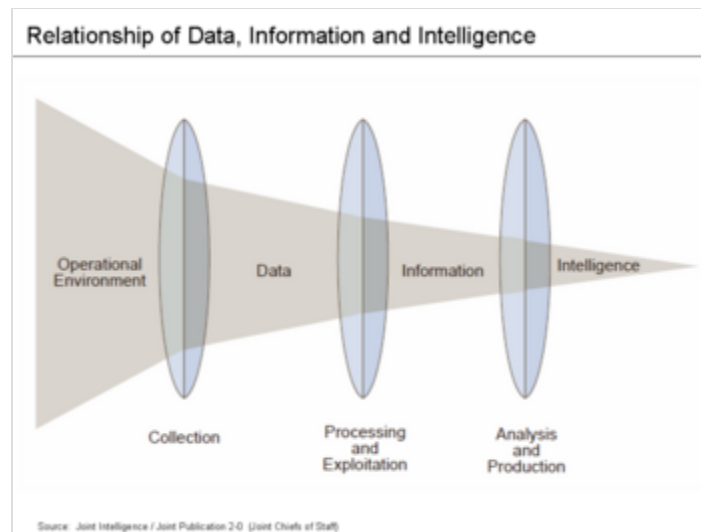 Relationship of Data, Information and Intelligence
Operational
Environment
Data
Information
Intelligence
Collection
Processing
and
Exploitation
Analysis
and
Production
Source: Joint Intelligence / Joint Publication 2-0 (Joint Chiefs of Staff)